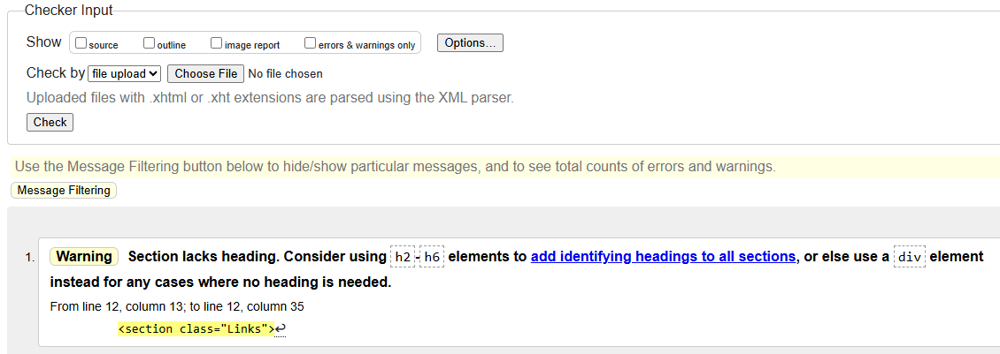 Checker Input
Show source outline image report errors & warnings only Options...
Check by file upload Choose File No file chosen
Uploaded files with .xhtml or .xht extensions are parsed using the XML parser.
Check
Use the Message Filtering button below to hide/show particular messages, and to see total counts of errors and warnings.
Message Filtering
1. Warning Section lacks heading. Consider using h2-h6 elements to add identifying headings to all sections, or else use a div element
instead for any cases where no heading is needed.
From line 12, column 13; to line 12, column 35
<section class="Links">↩